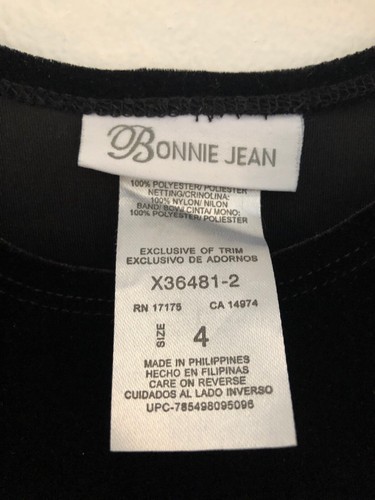 BONNIE JEAN
100% POLYESTER/ POLIESTER
NETTING/CRINOLINA:
100% NYLON/ NILON
BAND/ BOW / CINTA/ MONO:
100% POLYESTER/ POLIESTER
EXCLUSIVE OF TRIM
EXCLUSIVO DE ADORNOS
X36481-2
RN 17175 CA 14974
SIZE 4
MADE IN PHILIPPINES
HECHO EN FILIPINAS
CARE ON REVERSE
CUIDADOS AL LADO INVERSO
UPC-785498095096